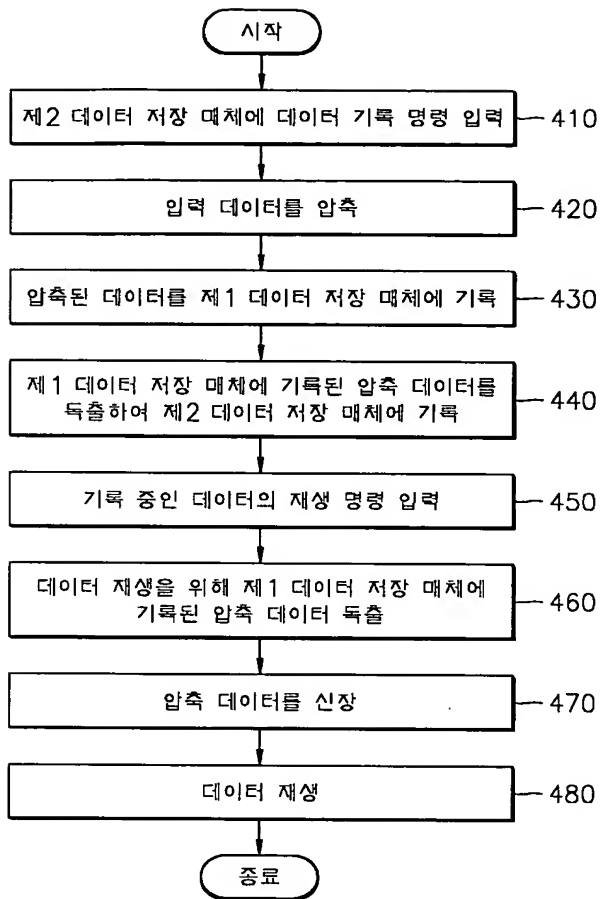 시작
제2 데이터 저장 매체에 데이터 기록 명령 입력
410
입력 데이터를 압축
420
압축된 데이터를 제1 데이터 저장 매체에 기록
430
제1 데이터 저장 매체에 기록된 압축 데이터를
독출하여 제2 데이터 저장 매체에 기록
440
기록 중인 데이터의 재생 명령 입력
450
데이터 재생을 위해 제1 데이터 저장 매체에
기록된 압축 데이터 독출
460
압축 데이터를 신장
470
데이터 재생
480
종료